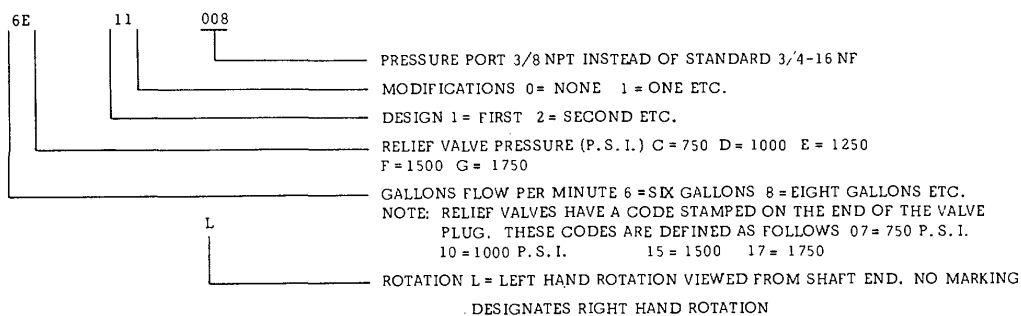 6E 11 008
PRESSURE PORT 3/8 NPT INSTEAD OF STANDARD 3/4-16 NF
MODIFICATIONS 0= NONE 1 = ONE ETC.
DESIGN 1 = FIRST 2 = SECOND ETC.
RELIEF VALVE PRESSURE (P.S.I.) C = 750 D = 1000 E = 1250
F = 1500 G = 1750
GALLONS FLOW PER MINUTE 6 = SIX GALLONS 8 = EIGHT GALLONS ETC.
NOTE: RELIEF VALVES HAVE A CODE STAMPED ON THE END OF THE VALVE
PLUG. THESE CODES ARE DEFINED AS FOLLOWS 07 = 750 P.S.I.
10 = 1000 P.S.I. 15 = 1500 17 = 1750
L
ROTATION L = LEFT HAND ROTATION VIEWED FROM SHAFT END. NO MARKING
DESIGNATES RIGHT HAND ROTATION